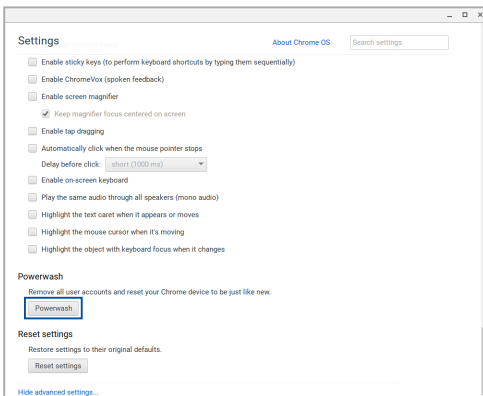 Settings
About Chrome OS
Search settings
Enable sticky keys (to perform keyboard shortcuts by typing them sequentially)
Enable ChromeVox (spoken feedback)
Enable screen magnifier
Keep magnifier focus centered on screen
Enable tap dragging
Automatically click when the mouse pointer stops
Delay before click: short (1000 ms)
Enable on-screen keyboard
Play the same audio through all speakers (mono audio)
Highlight the text caret when it appears or moves
Highlight the mouse cursor when it's moving
Highlight the object with keyboard focus when it changes
Powerwash
Remove all user accounts and reset your Chrome device to be just like new.
Powerwash
Reset settings
Restore settings to their original defaults.
Reset settings
Hide advanced settings...